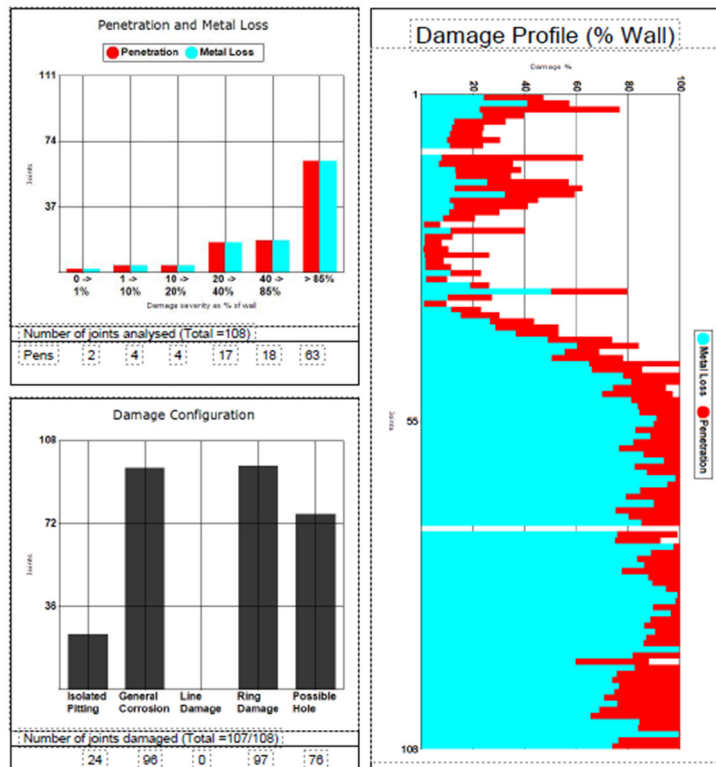 Penetration and Metal Loss
Penetration Metal Loss
111
74
37
Joints
0 -> 1 -> 10 -> 20 -> 40 -> > 85%
1% 10% 20% 40% 85%
Damage severity as % of wall
Number of joints analysed (Total =108)
Pens 2 4 4 17 18 63
Damage Configuration
108
72
36
Joints
Isolated General Line Ring Possible
Pitting Corrosion Damage Damage Hole
Number of joints damaged (Total =107/108)
24 96 0 97 76
Damage Profile (% Wall)
Damage %
20 40 60 80 100
1
55
108
Joints
Metal Loss Penetration